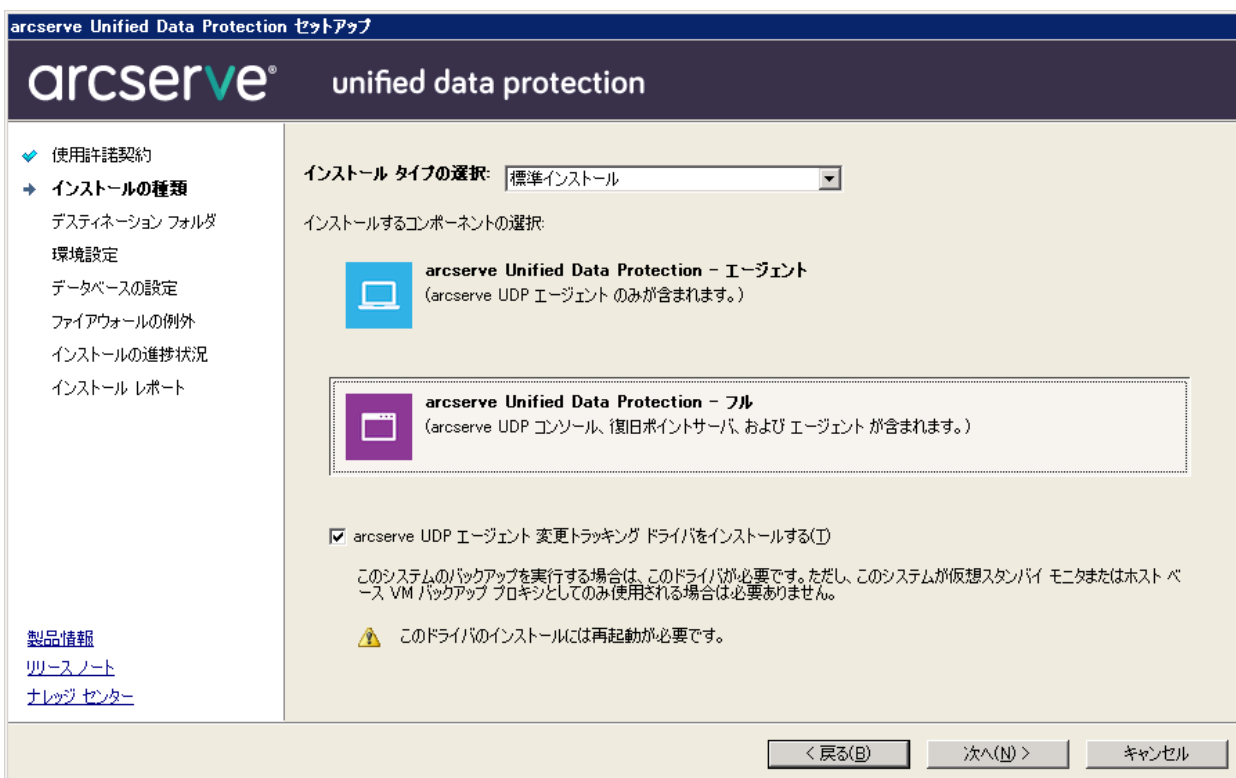 arcserve Unified Data Protection セットアップ
arcserve® unified data protection
使用許諾契約
インストールの種類
デスティネーション フォルダ
環境設定
データベースの設定
ファイアウォールの例外
インストールの進捗状況
インストール レポート
製品情報
リリース ノート
ナレッジ センター
インストール タイプの選択: 標準インストール
インストールするコンポーネントの選択:
arcserve Unified Data Protection - エージェント
(arcserve UDP エージェント のみが含まれます。)
arcserve Unified Data Protection - フル
(arcserve UDP コンソール、復旧ポイントサーバ、および エージェント が含まれます。)
arcserve UDP エージェント 変更トラッキング ドライバをインストールする(T)
このシステムのバックアップを実行する場合は、このドライバが必要です。ただし、このシステムが仮想スタンバイ モニタまたはホスト ベ
ース VM バックアップ プロキシとしてのみ使用される場合は必要ありません。
このドライバのインストールには再起動が必要です。
< 戻る(B) 次へ(N) > キャンセル